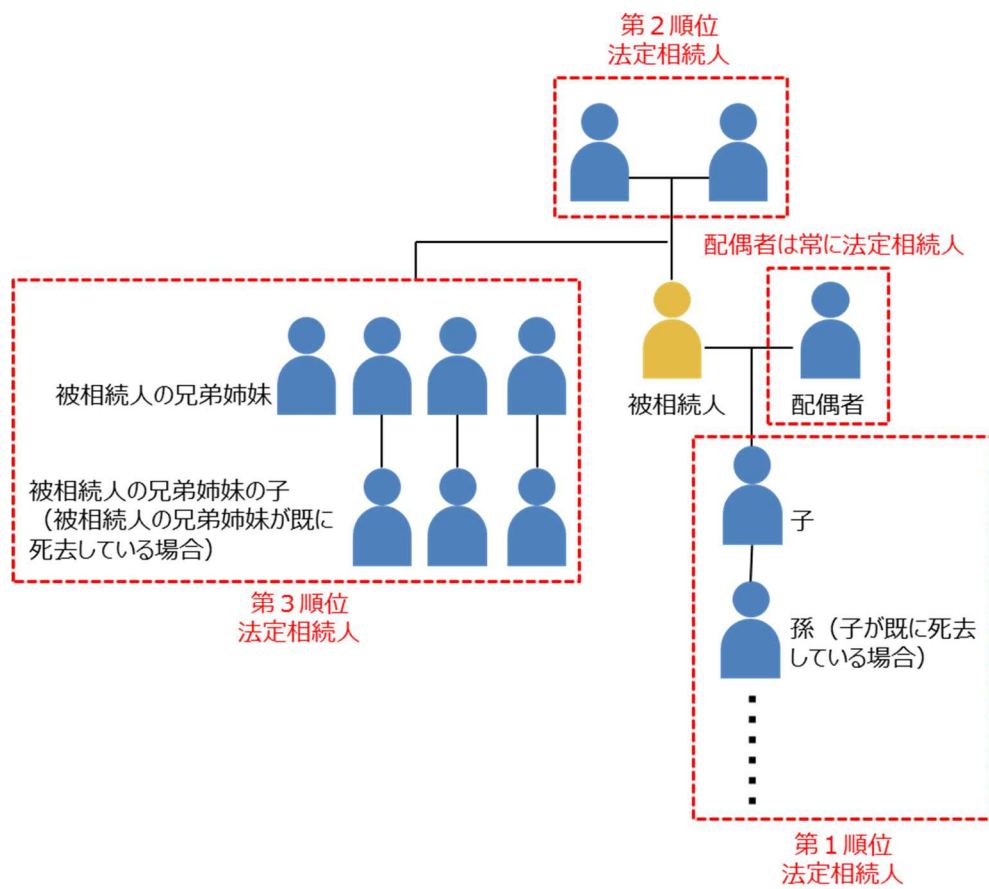 第２順位
法定相続人
配偶者は常に法定相続人
被相続人の兄弟姉妹
被相続人
配偶者
被相続人の兄弟姉妹の子
（被相続人の兄弟姉妹が既に
死去している場合）
子
第３順位
法定相続人
孫（子が既に死去
している場合）
第１順位
法定相続人